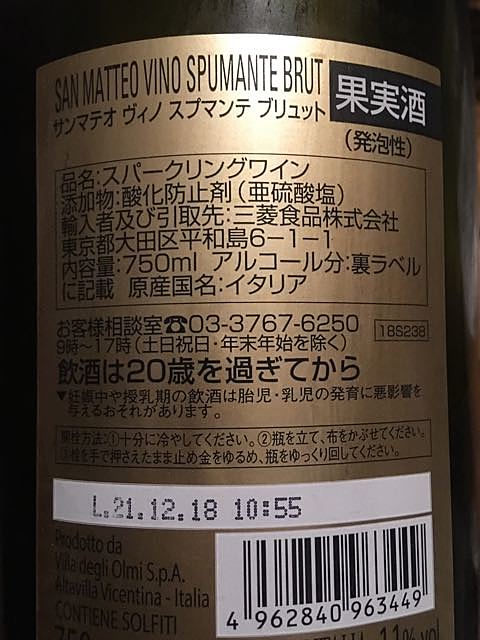 SAN MATTEO VINO SPUMANTE BRUT
サンマテオ ヴィノ スプマンテ ブリュット
果実酒
(発泡性)
品名:スパークリングワイン
添加物:酸化防止剤(亜硫酸塩)
輸入者及び引取先:三菱食品株式会社
東京都大田区平和島6-1-1
内容量:750ml アルコール分:裏ラベル
に記載 原産国名:イタリア
お客様相談室☎03-3767-6250
9時〜17時(土日祝日・年末年始を除く)
18S238
飲酒は20歳を過ぎてから
▼妊娠中や授乳期の飲酒は胎児・乳児の発育に悪影響を
与えるおそれがあります。
開栓方法:①十分に冷やしてください。②瓶を立て、布をかぶせてください。
③栓を手で押さえたまま止め金をゆるめ、瓶をゆっくり回してください。
L.21.12.18 10:55
Prodotto da
Villa degli Olmi S.p.A.
Altavilla Vicentina - Italia
CONTIENE SOLFITI
4 962840 963449